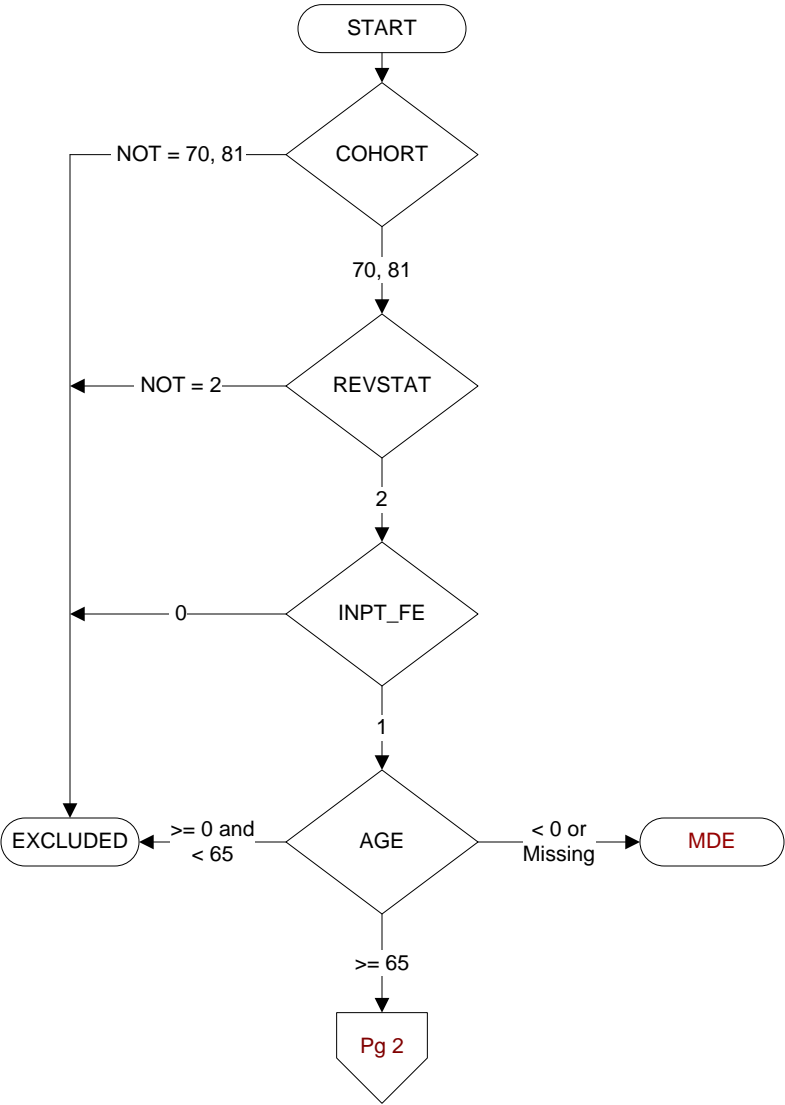 START
COHORT
NOT = 70, 81
70, 81
REVSTAT
NOT = 2
2
INPT_FE
0
1
EXCLUDED
>= 0 and
< 65
AGE
< 0 or
Missing
MDE
>= 65
Pg 2